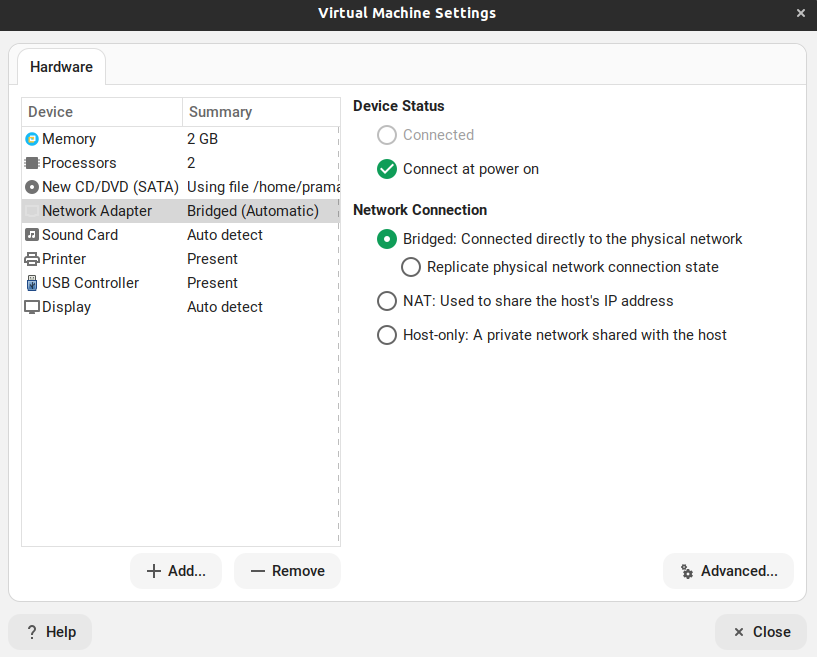 Virtual Machine Settings
Hardware
Device Summary
Memory 2 GB
Processors 2
New CD/DVD (SATA) Using file /home/prama
Network Adapter Bridged (Automatic)
Sound Card Auto detect
Printer Present
USB Controller Present
Display Auto detect
Add... Remove
Device Status
Connected
Connect at power on
Network Connection
Bridged: Connected directly to the physical network
Replicate physical network connection state
NAT: Used to share the host's IP address
Host-only: A private network shared with the host
Advanced...
? Help
Close